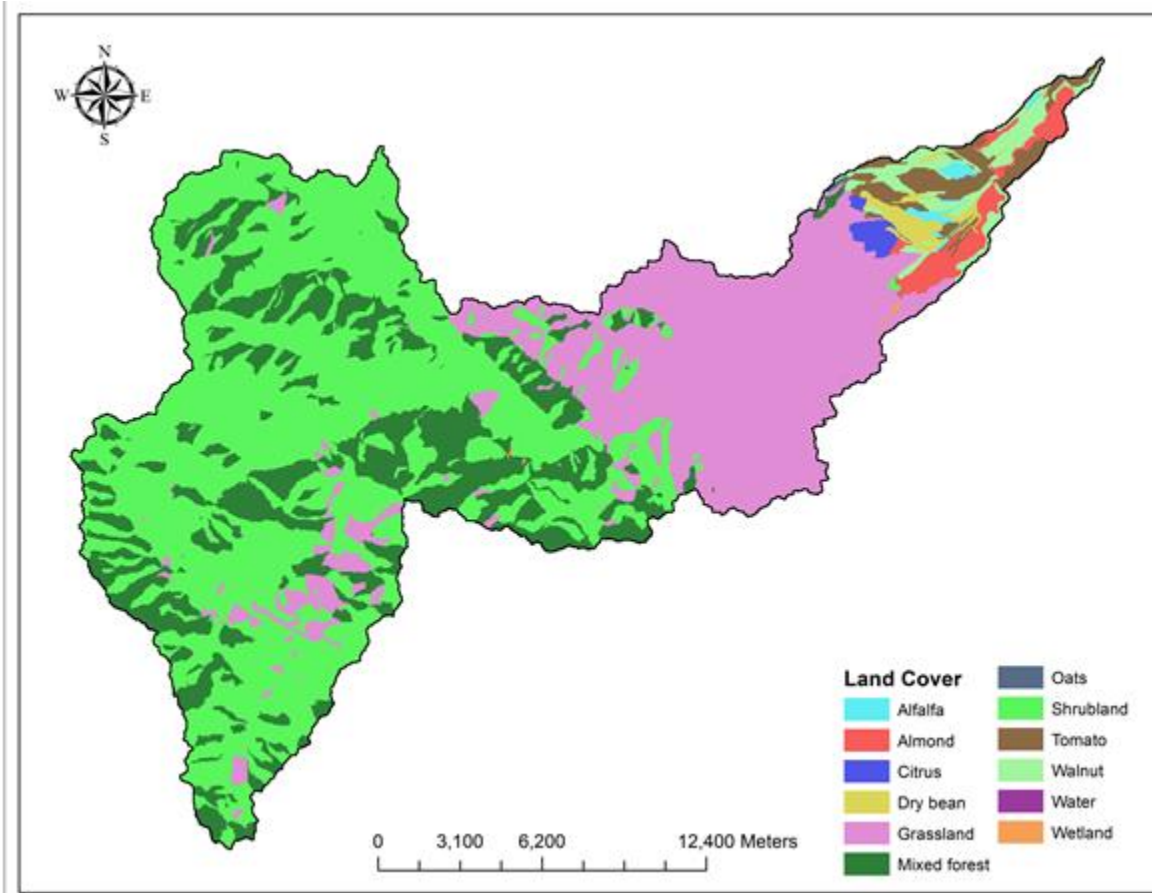 N
W E
S
Land Cover
Alfalfa
Almond
Citrus
Dry bean
Grassland
Mixed forest
Oats
Shrubland
Tomato
Walnut
Water
Wetland
0 3,100 6,200 12,400 Meters